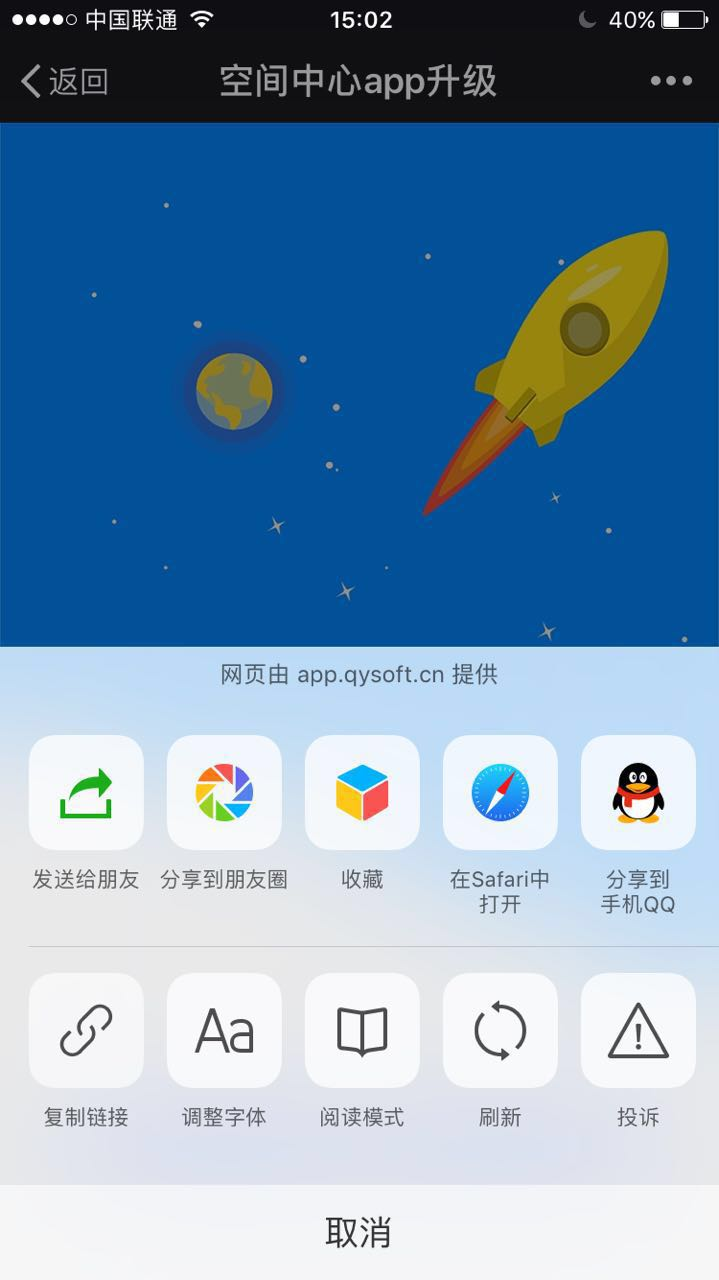 中国联通
15:02
40%
返回
空间中心app升级
网页由 app.qysoft.cn 提供
发送给朋友
分享到朋友圈
收藏
在Safari中
打开
分享到
手机QQ
Aa
复制链接
调整字体
阅读模式
刷新
投诉
取消